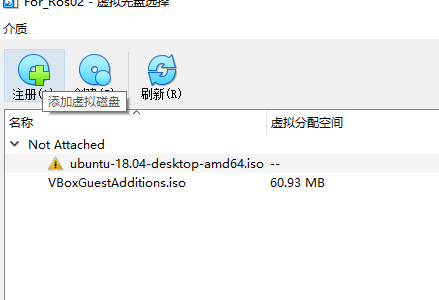 For_Ros02 - 虚拟光盘选择
介质
注册(A)
刷新(R)
添加虚拟磁盘
名称
虚拟分配空间
Not Attached
ubuntu-18.04-desktop-amd64.iso --
VBoxGuestAdditions.iso 60.93 MB